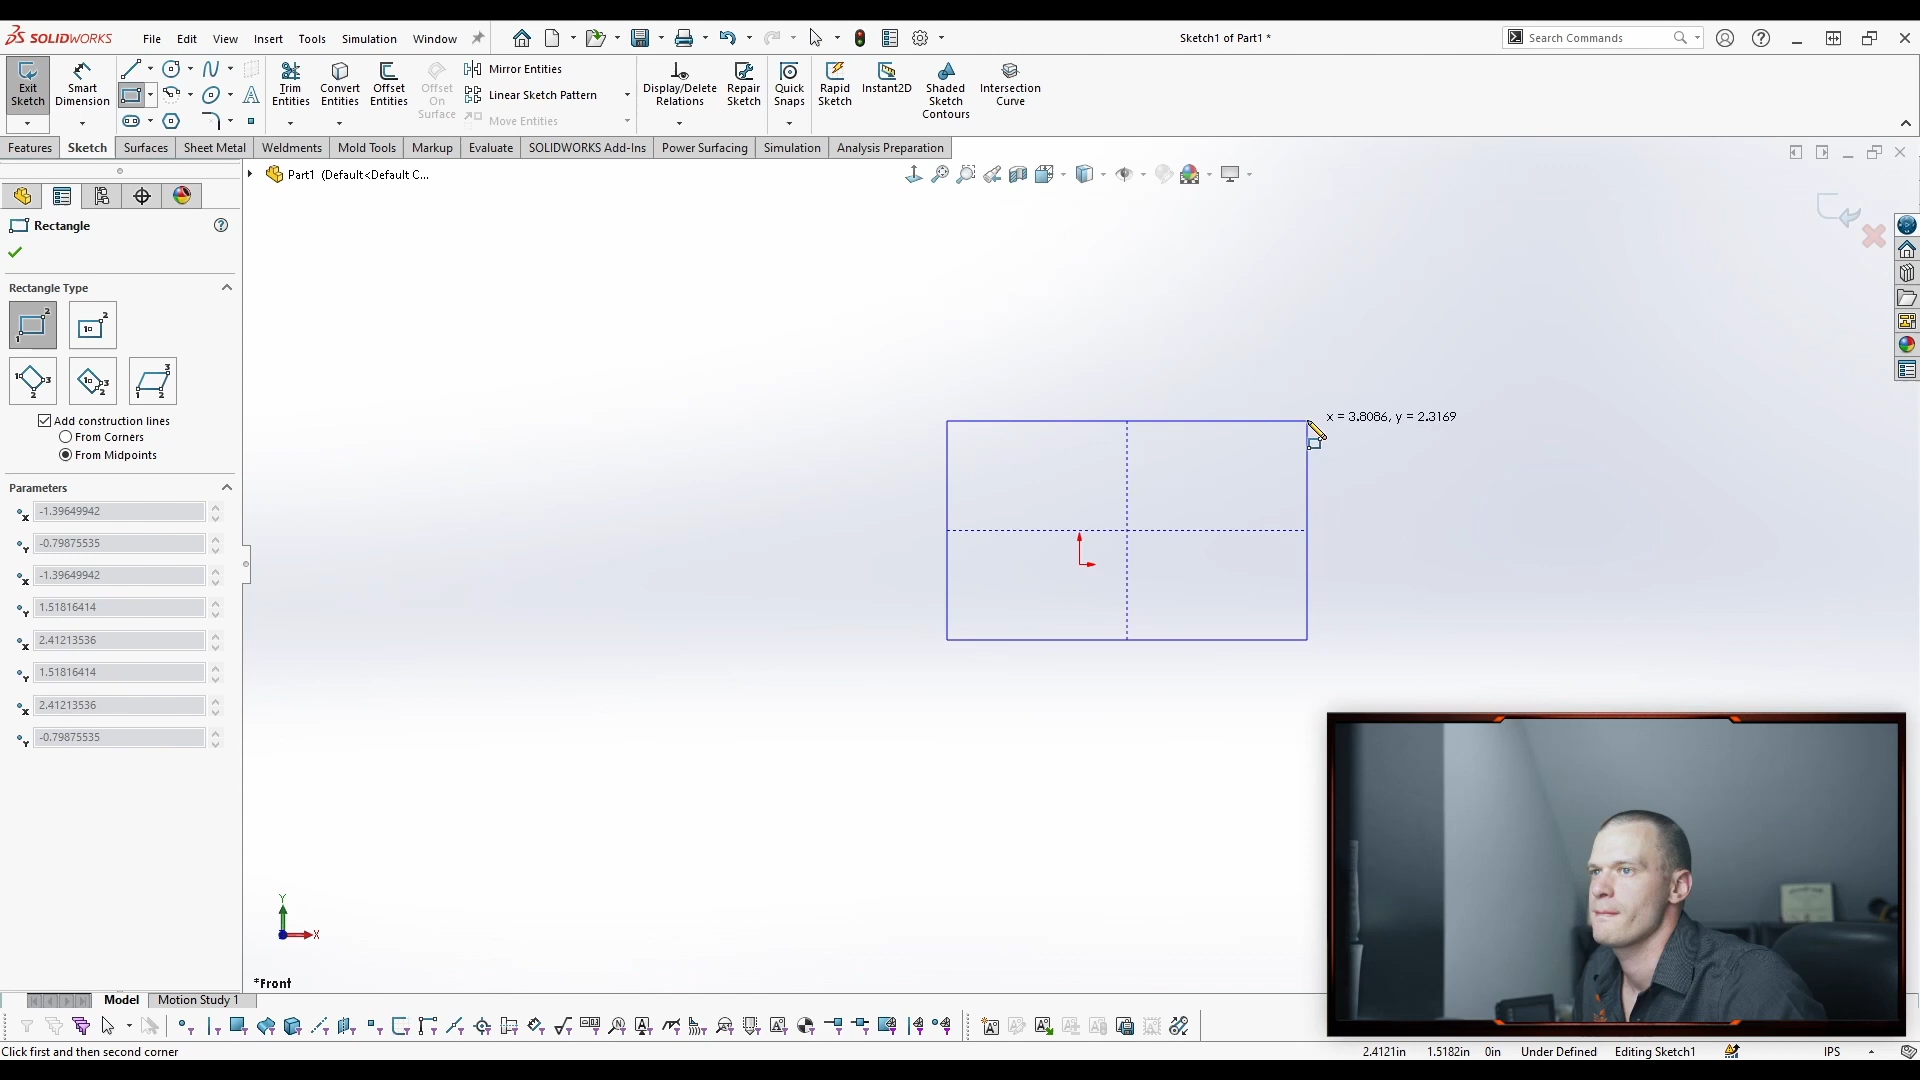 SOLIDWORKS
File Edit View Insert Tools Simulation Window
Sketch1 of Part1 *
Search Commands
Exit Sketch
Smart Dimension
Trim Entities
Convert Entities
Offset Entities
Offset On Surface
Mirror Entities
Linear Sketch Pattern
Move Entities
Display/Delete Relations
Repair Sketch
Quick Snaps
Rapid Sketch
Instant2D
Shaded Sketch Contours
Intersection Curve
Features Sketch Surfaces Sheet Metal Weldments Mold Tools Markup Evaluate SOLIDWORKS Add-Ins Power Surfacing Simulation Analysis Preparation
Part1 (Default<Default C...
Rectangle
Rectangle Type
Add construction lines
From Corners
From Midpoints
Parameters
-1.39649942
-0.79875535
-1.39649942
1.51816414
2.41213536
1.51816414
2.41213536
-0.79875535
x = 3.8086, y = 2.3169
Y
X
*Front
Model Motion Study 1
Click first and then second corner
2.4121in 1.5182in 0in Under Defined Editing Sketch1 IPS